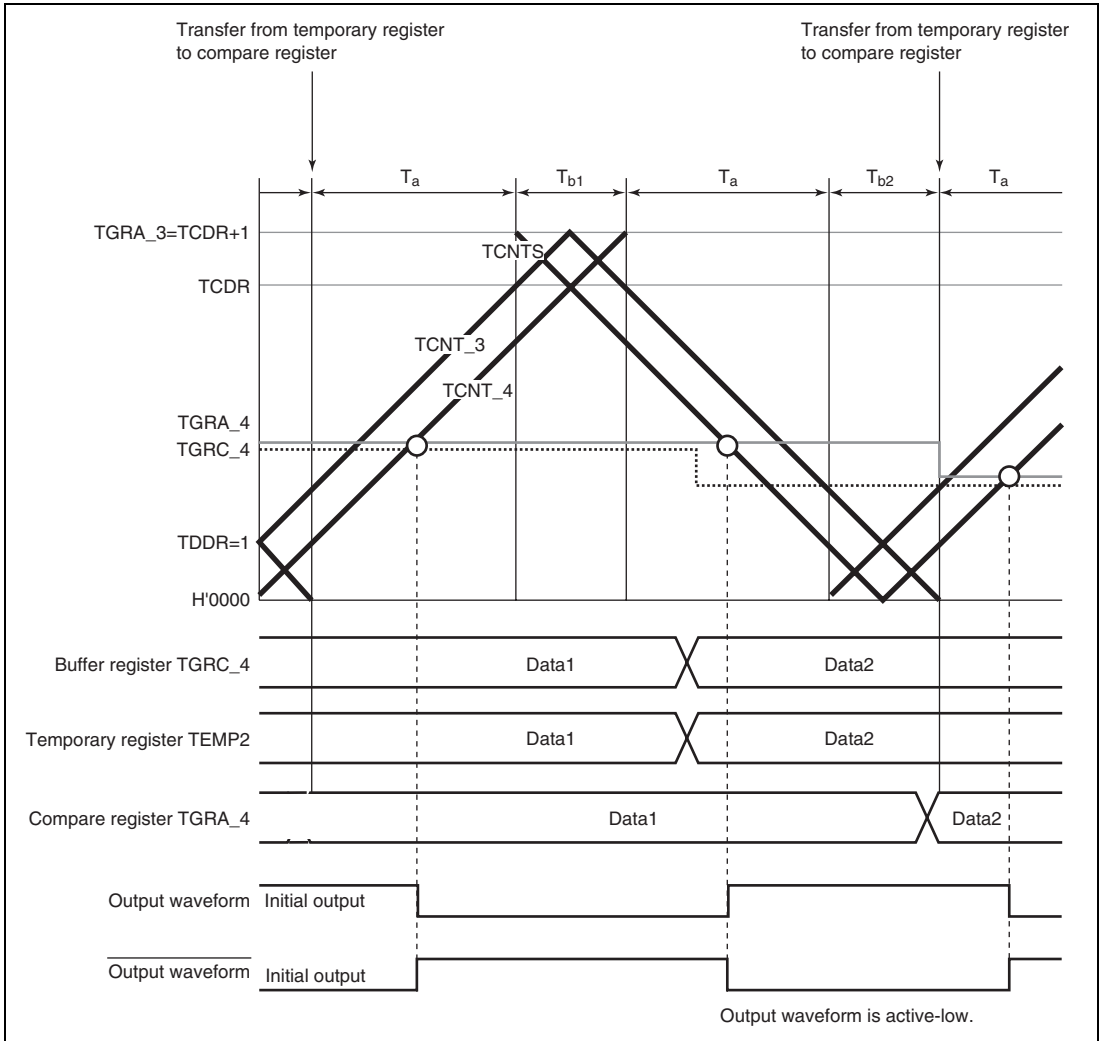 Transfer from temporary register
to compare register
Transfer from temporary register
to compare register
Ta
Tb1
Ta
Tb2
Ta
TGRA_3=TCDR+1
TCNTS
TCDR
TCNT_3
TCNT_4
TGRA_4
TGRC_4
TDDR=1
H'0000
Buffer register TGRC_4
Data1
Data2
Temporary register TEMP2
Data1
Data2
Compare register TGRA_4
Data1
Data2
Output waveform
Initial output
Output waveform
Initial output
Output waveform is active-low.